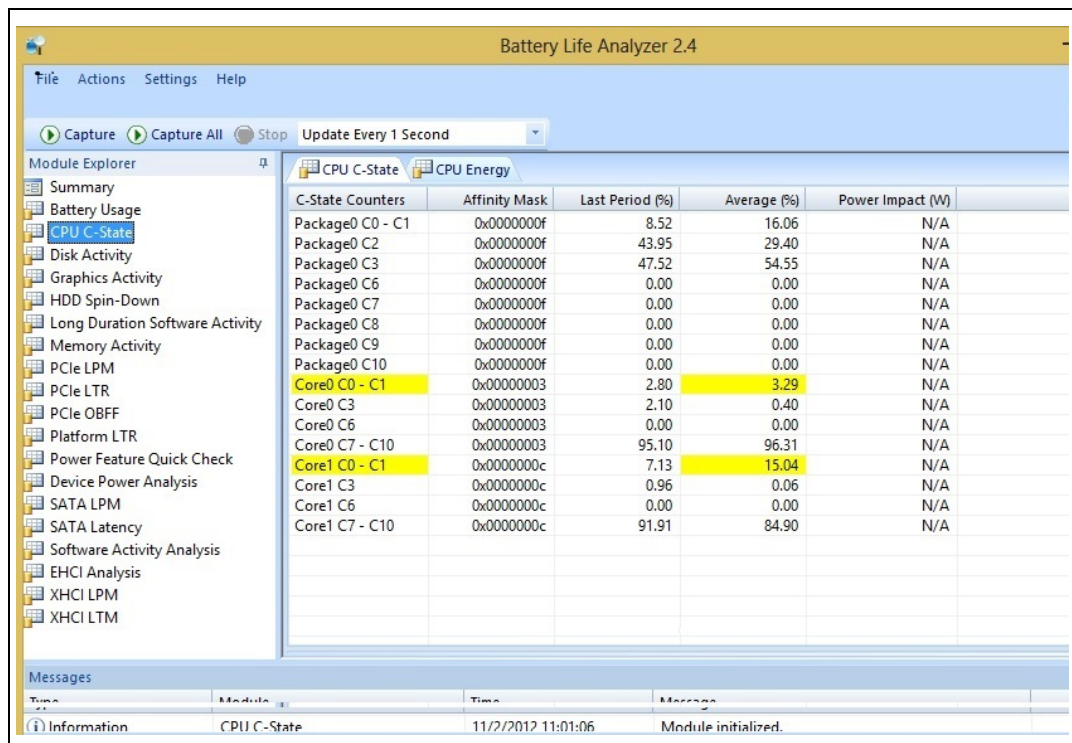 Battery Life Analyzer 2.4
File Actions Settings Help
Capture Capture All Stop Update Every 1 Second
Module Explorer
Summary
Battery Usage
CPU C-State
Disk Activity
Graphics Activity
HDD Spin-Down
Long Duration Software Activity
Memory Activity
PCIe LPM
PCIe LTR
PCIe OBFF
Platform LTR
Power Feature Quick Check
Device Power Analysis
SATA LPM
SATA Latency
Software Activity Analysis
EHCI Analysis
XHCI LPM
XHCI LTM
CPU C-State CPU Energy
C-State Counters Affinity Mask Last Period (%) Average (%) Power Impact (W)
Package0 C0 - C1 0x0000000f 8.52 16.06 N/A
Package0 C2 0x0000000f 43.95 29.40 N/A
Package0 C3 0x0000000f 47.52 54.55 N/A
Package0 C6 0x0000000f 0.00 0.00 N/A
Package0 C7 0x0000000f 0.00 0.00 N/A
Package0 C8 0x0000000f 0.00 0.00 N/A
Package0 C9 0x0000000f 0.00 0.00 N/A
Package0 C10 0x0000000f 0.00 0.00 N/A
Core0 C0 - C1 0x00000003 2.80 3.29 N/A
Core0 C3 0x00000003 2.10 0.40 N/A
Core0 C6 0x00000003 0.00 0.00 N/A
Core0 C7 - C10 0x00000003 95.10 96.31 N/A
Core1 C0 - C1 0x0000000c 7.13 15.04 N/A
Core1 C3 0x0000000c 0.96 0.06 N/A
Core1 C6 0x0000000c 0.00 0.00 N/A
Core1 C7 - C10 0x0000000c 91.91 84.90 N/A
Messages
Type Module Time Message
Information CPU C-State 11/2/2012 11:01:06 Module initialized.